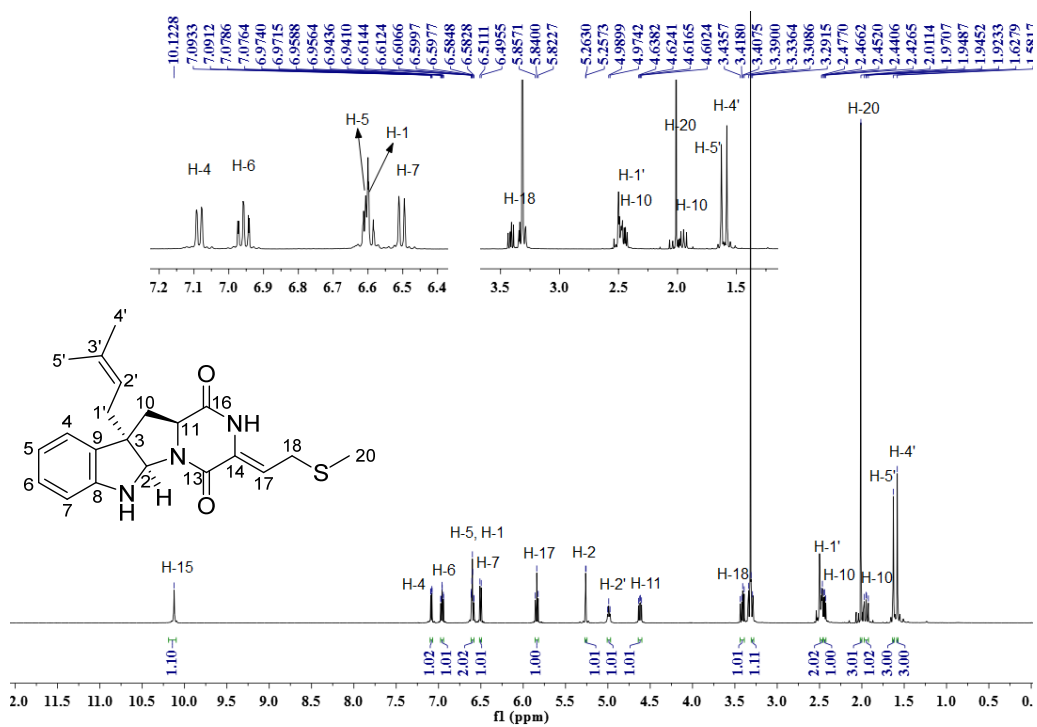 10.1228 7.0933 7.0912 7.0786 7.0764 6.9740 6.9715 6.9588 6.9564 6.9436 6.9410 6.6144 6.6124 6.6066 6.5997 6.5977 6.5848 6.5828 6.5111 6.4955 5.8571 5.8400 5.8227 5.2630 5.2573 4.9899 4.9742 4.6382 4.6241 4.6165 4.6024 3.4357 3.4180 3.4075 3.3900 3.3364 3.3086 3.2915 2.4770 2.4662 2.4520 2.4406 2.4265 2.0114 1.9707 1.9487 1.9452 1.9233 1.6279 1.5817
H-5 H-20 H-4'
H-1 H-20
H-4 H-6 H-7 H-1' H-5'
H-18 H-10 H-10
7.2 7.1 7.0 6.9 6.8 6.7 6.6 6.5 6.4 3.5 3.0 2.5 2.0 1.5
4'
5' 3'
2' O
1' 10 16
4 11 NH
5 9 3 18 20
6 8 2 N 13 14 S
7 N H H O 17
H-15 H-4 H-6 H-5, H-1 H-7 H-17 H-2 H-2' H-11 H-18 H-1' H-10 H-10 H-5' H-4'
1.10 1.02 1.01 2.02 1.01 1.00 1.01 1.01 1.01 1.01 1.11 2.02 1.00 3.01 1.02 3.00 3.00
2.0 11.5 11.0 10.5 10.0 9.5 9.0 8.5 8.0 7.5 7.0 6.5 6.0 5.5 5.0 4.5 4.0 3.5 3.0 2.5 2.0 1.5 1.0 0.5 0.
f1 (ppm)